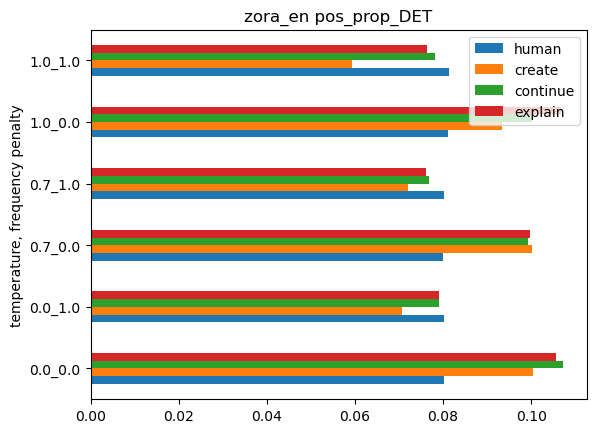 zora_en pos_prop_DET
human
create
continue
explain
temperature, frequency penalty
1.0_1.0
1.0_0.0
0.7_1.0
0.7_0.0
0.0_1.0
0.0_0.0
0.00 0.02 0.04 0.06 0.08 0.10